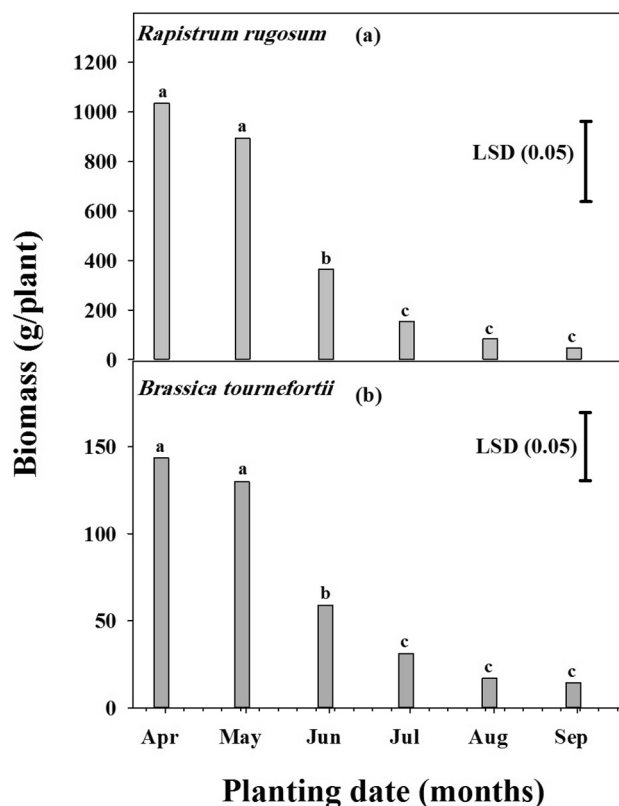 Rapistrum rugosum (a)
1200
1000
800
600
400
200
0
a
a
b
c
c
c
LSD (0.05)
Brassica tournefortii (b)
150
100
50
0
a
a
b
c
c
c
LSD (0.05)
Biomass (g/plant)
Apr May Jun Jul Aug Sep
Planting date (months)